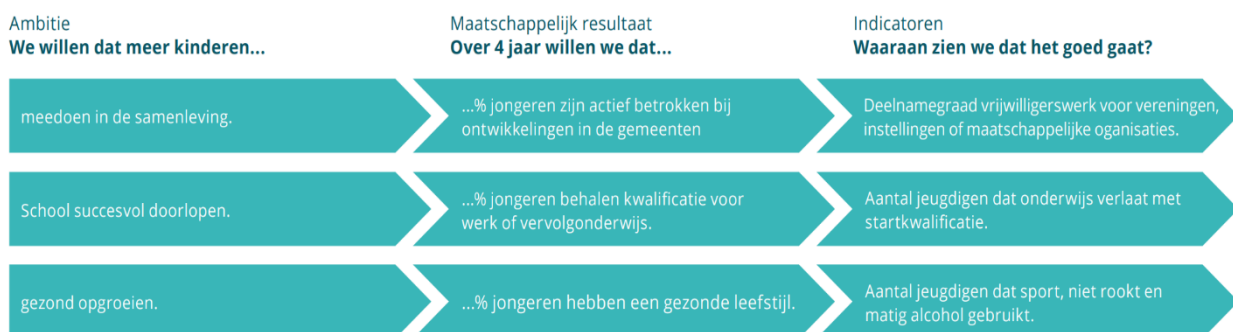 Ambitie
We willen dat meer kinderen...
Maatschappelijk resultaat
Over 4 jaar willen we dat...
Indicatoren
Waaraan zien we dat het goed gaat?
meedoen in de samenleving.
...% jongeren zijn actief betrokken bij
ontwikkelingen in de gemeenten
Deelnamegraad vrijwilligerswerk voor vereningen,
instellingen of maatschappelijke oganisaties.
School succesvol doorlopen.
...% jongeren behalen kwalificatie voor
werk of vervolgonderwijs.
Aantal jeugdigen dat onderwijs verlaat met
startkwalificatie.
gezond opgroeien.
...% jongeren hebben een gezonde leefstijl.
Aantal jeugdigen dat sport, niet rookt en
matig alcohol gebruikt.